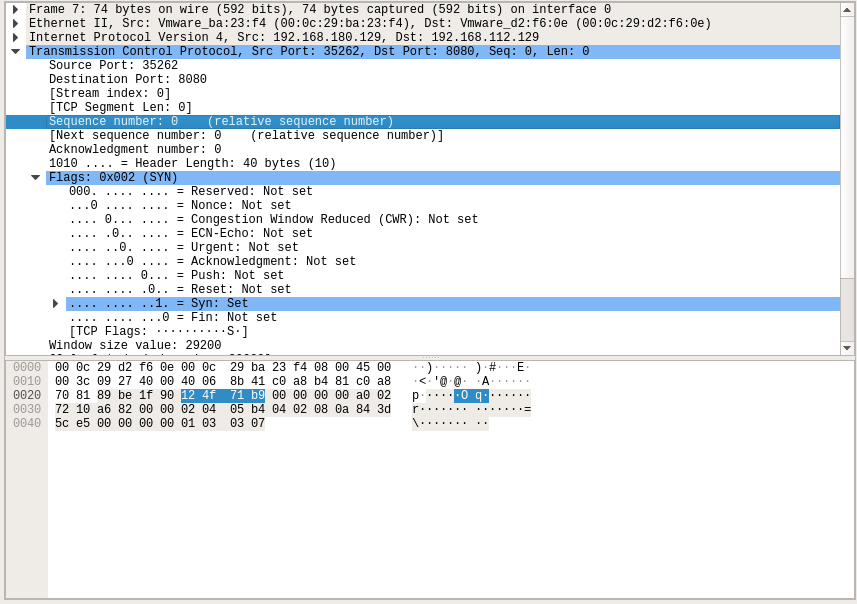 Frame 7: 74 bytes on wire (592 bits), 74 bytes captured (592 bits) on interface 0
Ethernet II, Src: Vmware_ba:23:f4 (00:0c:29:ba:23:f4), Dst: Vmware_d2:f6:0e (00:0c:29:d2:f6:0e)
Internet Protocol Version 4, Src: 192.168.180.129, Dst: 192.168.112.129
Transmission Control Protocol, Src Port: 35262, Dst Port: 8080, Seq: 0, Len: 0
Source Port: 35262
Destination Port: 8080
[Stream index: 0]
[TCP Segment Len: 0]
Sequence number: 0    (relative sequence number)
[Next sequence number: 0    (relative sequence number)]
Acknowledgment number: 0
1010 .... = Header Length: 40 bytes (10)
Flags: 0x002 (SYN)
000. .... .... = Reserved: Not set
...0 .... .... = Nonce: Not set
.... 0... .... = Congestion Window Reduced (CWR): Not set
.... .0.. .... = ECN-Echo: Not set
.... ..0. .... = Urgent: Not set
.... ...0 .... = Acknowledgment: Not set
.... .... 0... = Push: Not set
.... .... .0.. = Reset: Not set
.... .... ..1. = Syn: Set
.... .... ...0 = Fin: Not set
[TCP Flags: ··········S·]
Window size value: 29200
0000  00 0c 29 d2 f6 0e 00 0c  29 ba 23 f4 08 00 45 00   ··)·····  )·#···E·
0010  00 3c 09 27 40 00 40 06  8b 41 c0 a8 b4 81 c0 a8   ·<·'@·@·  ·A······
0020  70 81 89 be 1f 90 12 4f  71 b9 00 00 00 00 a0 02   p······O  q·······
0030  72 10 a6 82 00 00 02 04  05 b4 04 02 08 0a 84 3d   r·······  ·······=
0040  5c e5 00 00 00 00 01 03  03 07   \·······  ··